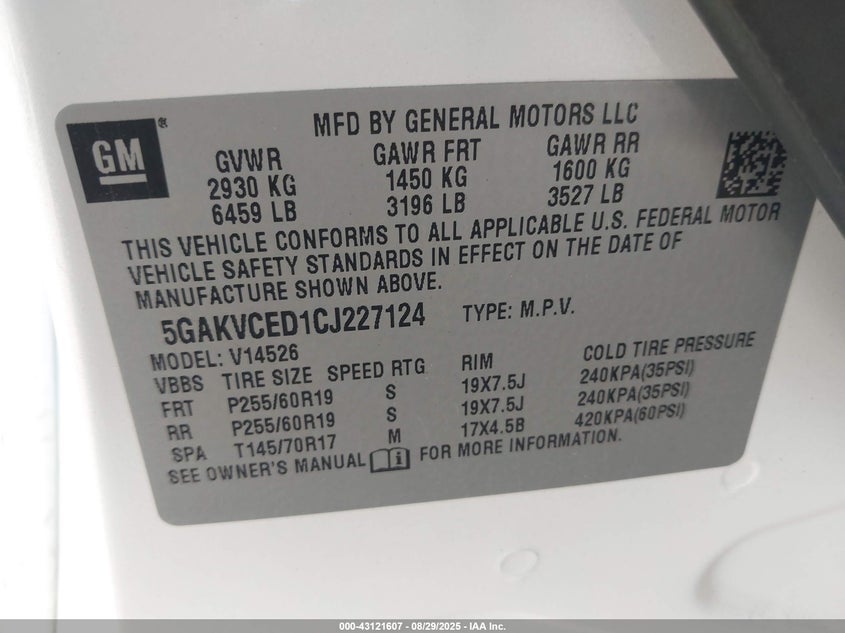 GM ®
MFD BY GENERAL MOTORS LLC
GVWR GAWR FRT GAWR RR
2930 KG 1450 KG 1600 KG
6459 LB 3196 LB 3527 LB
THIS VEHICLE CONFORMS TO ALL APPLICABLE U.S. FEDERAL MOTOR
VEHICLE SAFETY STANDARDS IN EFFECT ON THE DATE OF
MANUFACTURE SHOWN ABOVE.
5GAKVCED1CJ227124 TYPE: M.P.V.
MODEL: V14526
VBBS TIRE SIZE SPEED RTG RIM COLD TIRE PRESSURE
FRT P255/60R19 S 19X7.5J 240KPA(35PSI)
RR P255/60R19 S 19X7.5J 240KPA(35PSI)
SPA T145/70R17 M 17X4.5B 420KPA(60PSI)
SEE OWNER'S MANUAL i FOR MORE INFORMATION.
000-43121607 - 08/29/2025 - IAA Inc.